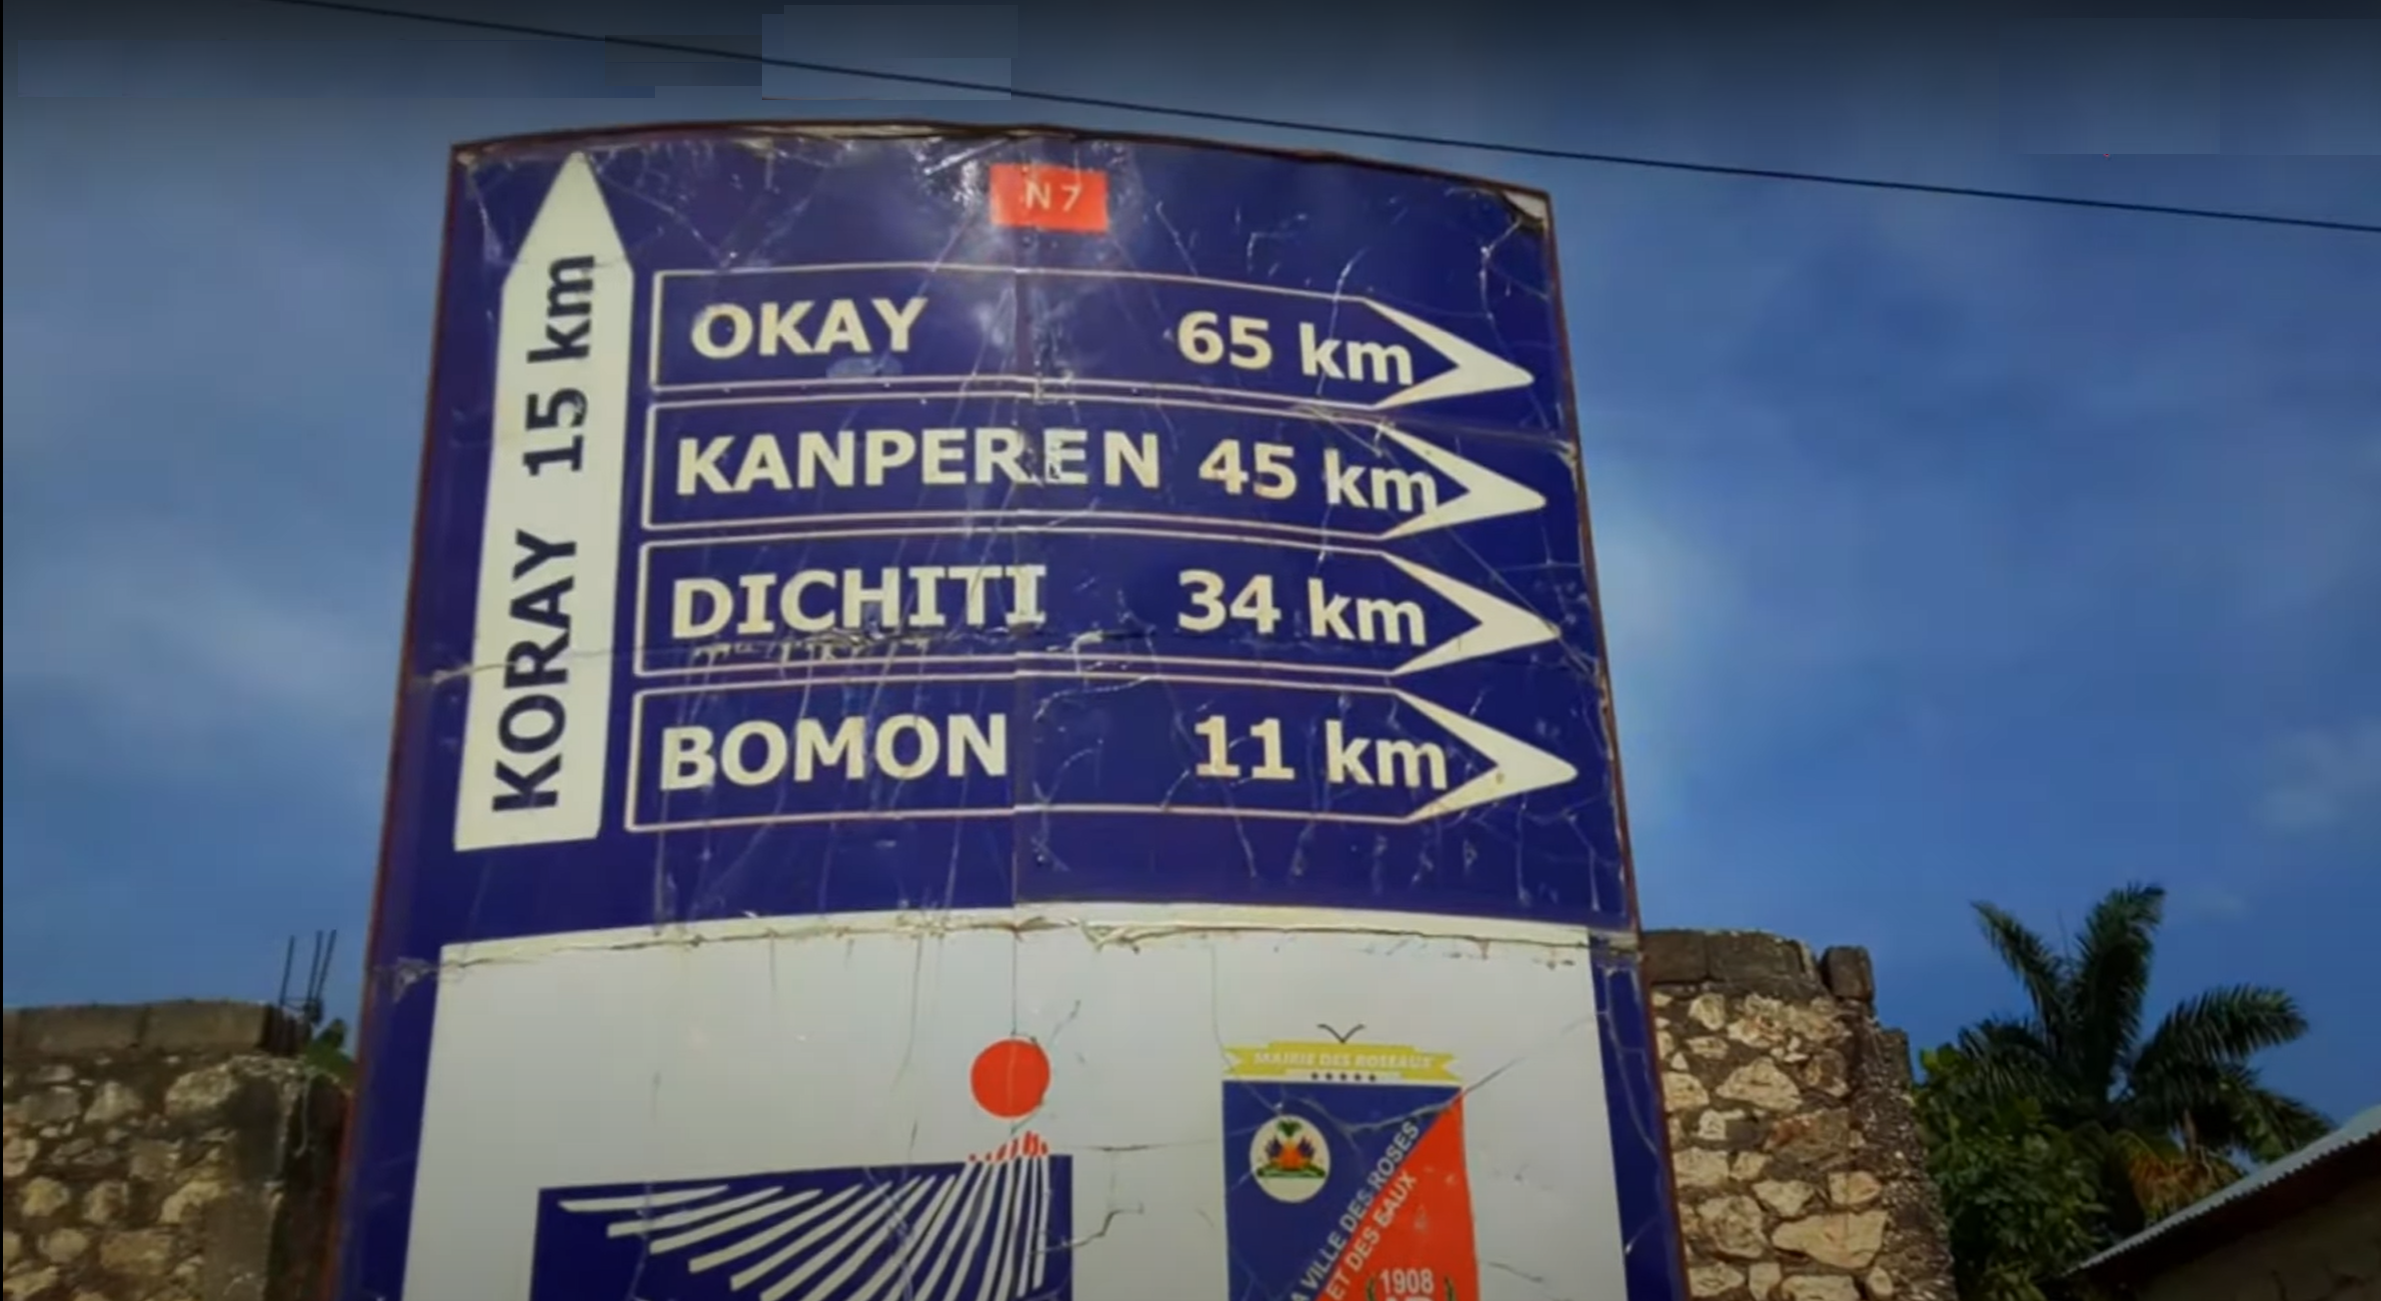 N7
KORAY 15 km
OKAY 65 km
KANPEREN 45 km
DICHITI 34 km
BOMON 11 km
MAIRIE DES ROSEAUX
LA VILLE DES ROSES
ET DES EAUX
1908